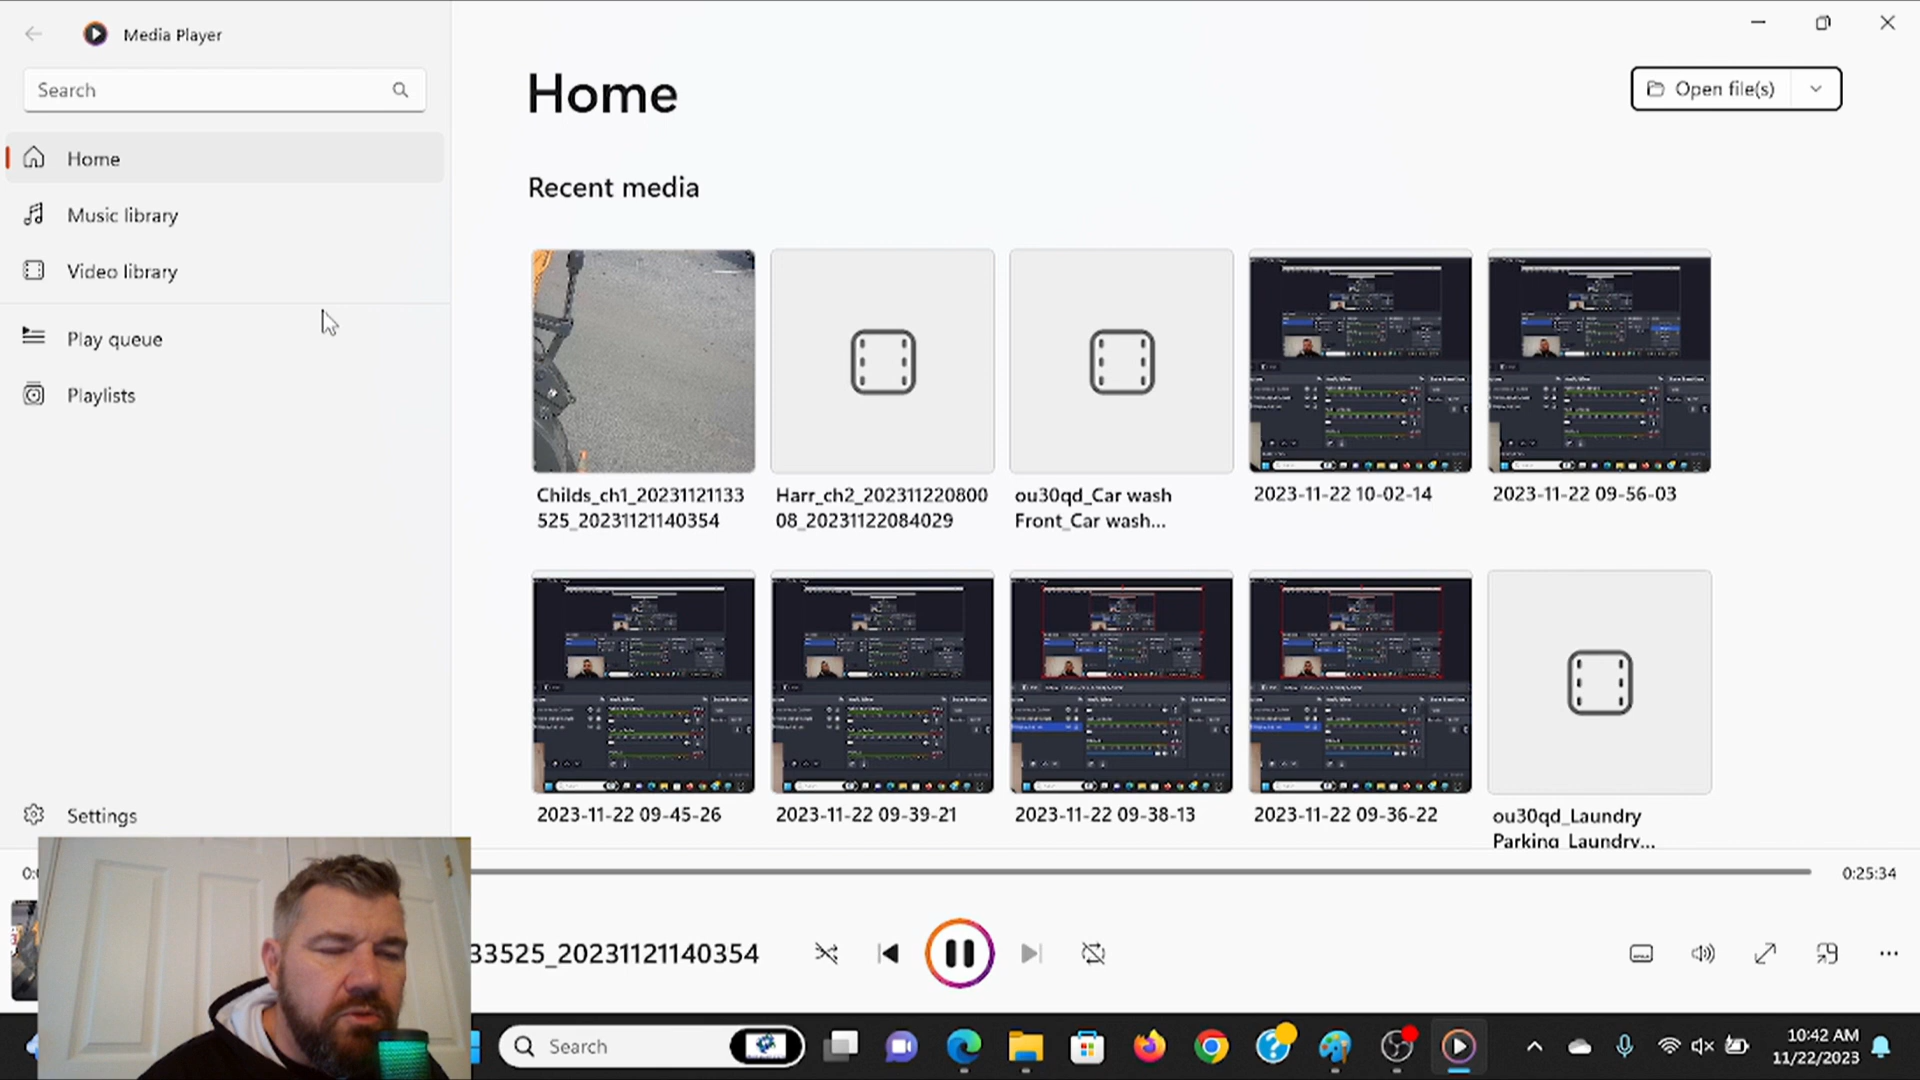 Media Player
Search
Home
Music library
Video library
Play queue
Playlists
Settings
Home
Open file(s)
Recent media
Childs_ch1_20231121133
525_20231121140354
Harr_ch2_202311220800
08_20231122084029
ou30qd_Car wash
Front_Car wash...
2023-11-22 10-02-14
2023-11-22 09-56-03
2023-11-22 09-45-26
2023-11-22 09-39-21
2023-11-22 09-38-13
2023-11-22 09-36-22
ou30qd_Laundry
Parking_Laundry...
0:25:34
33525_20231121140354
Search
10:42 AM
11/22/2023